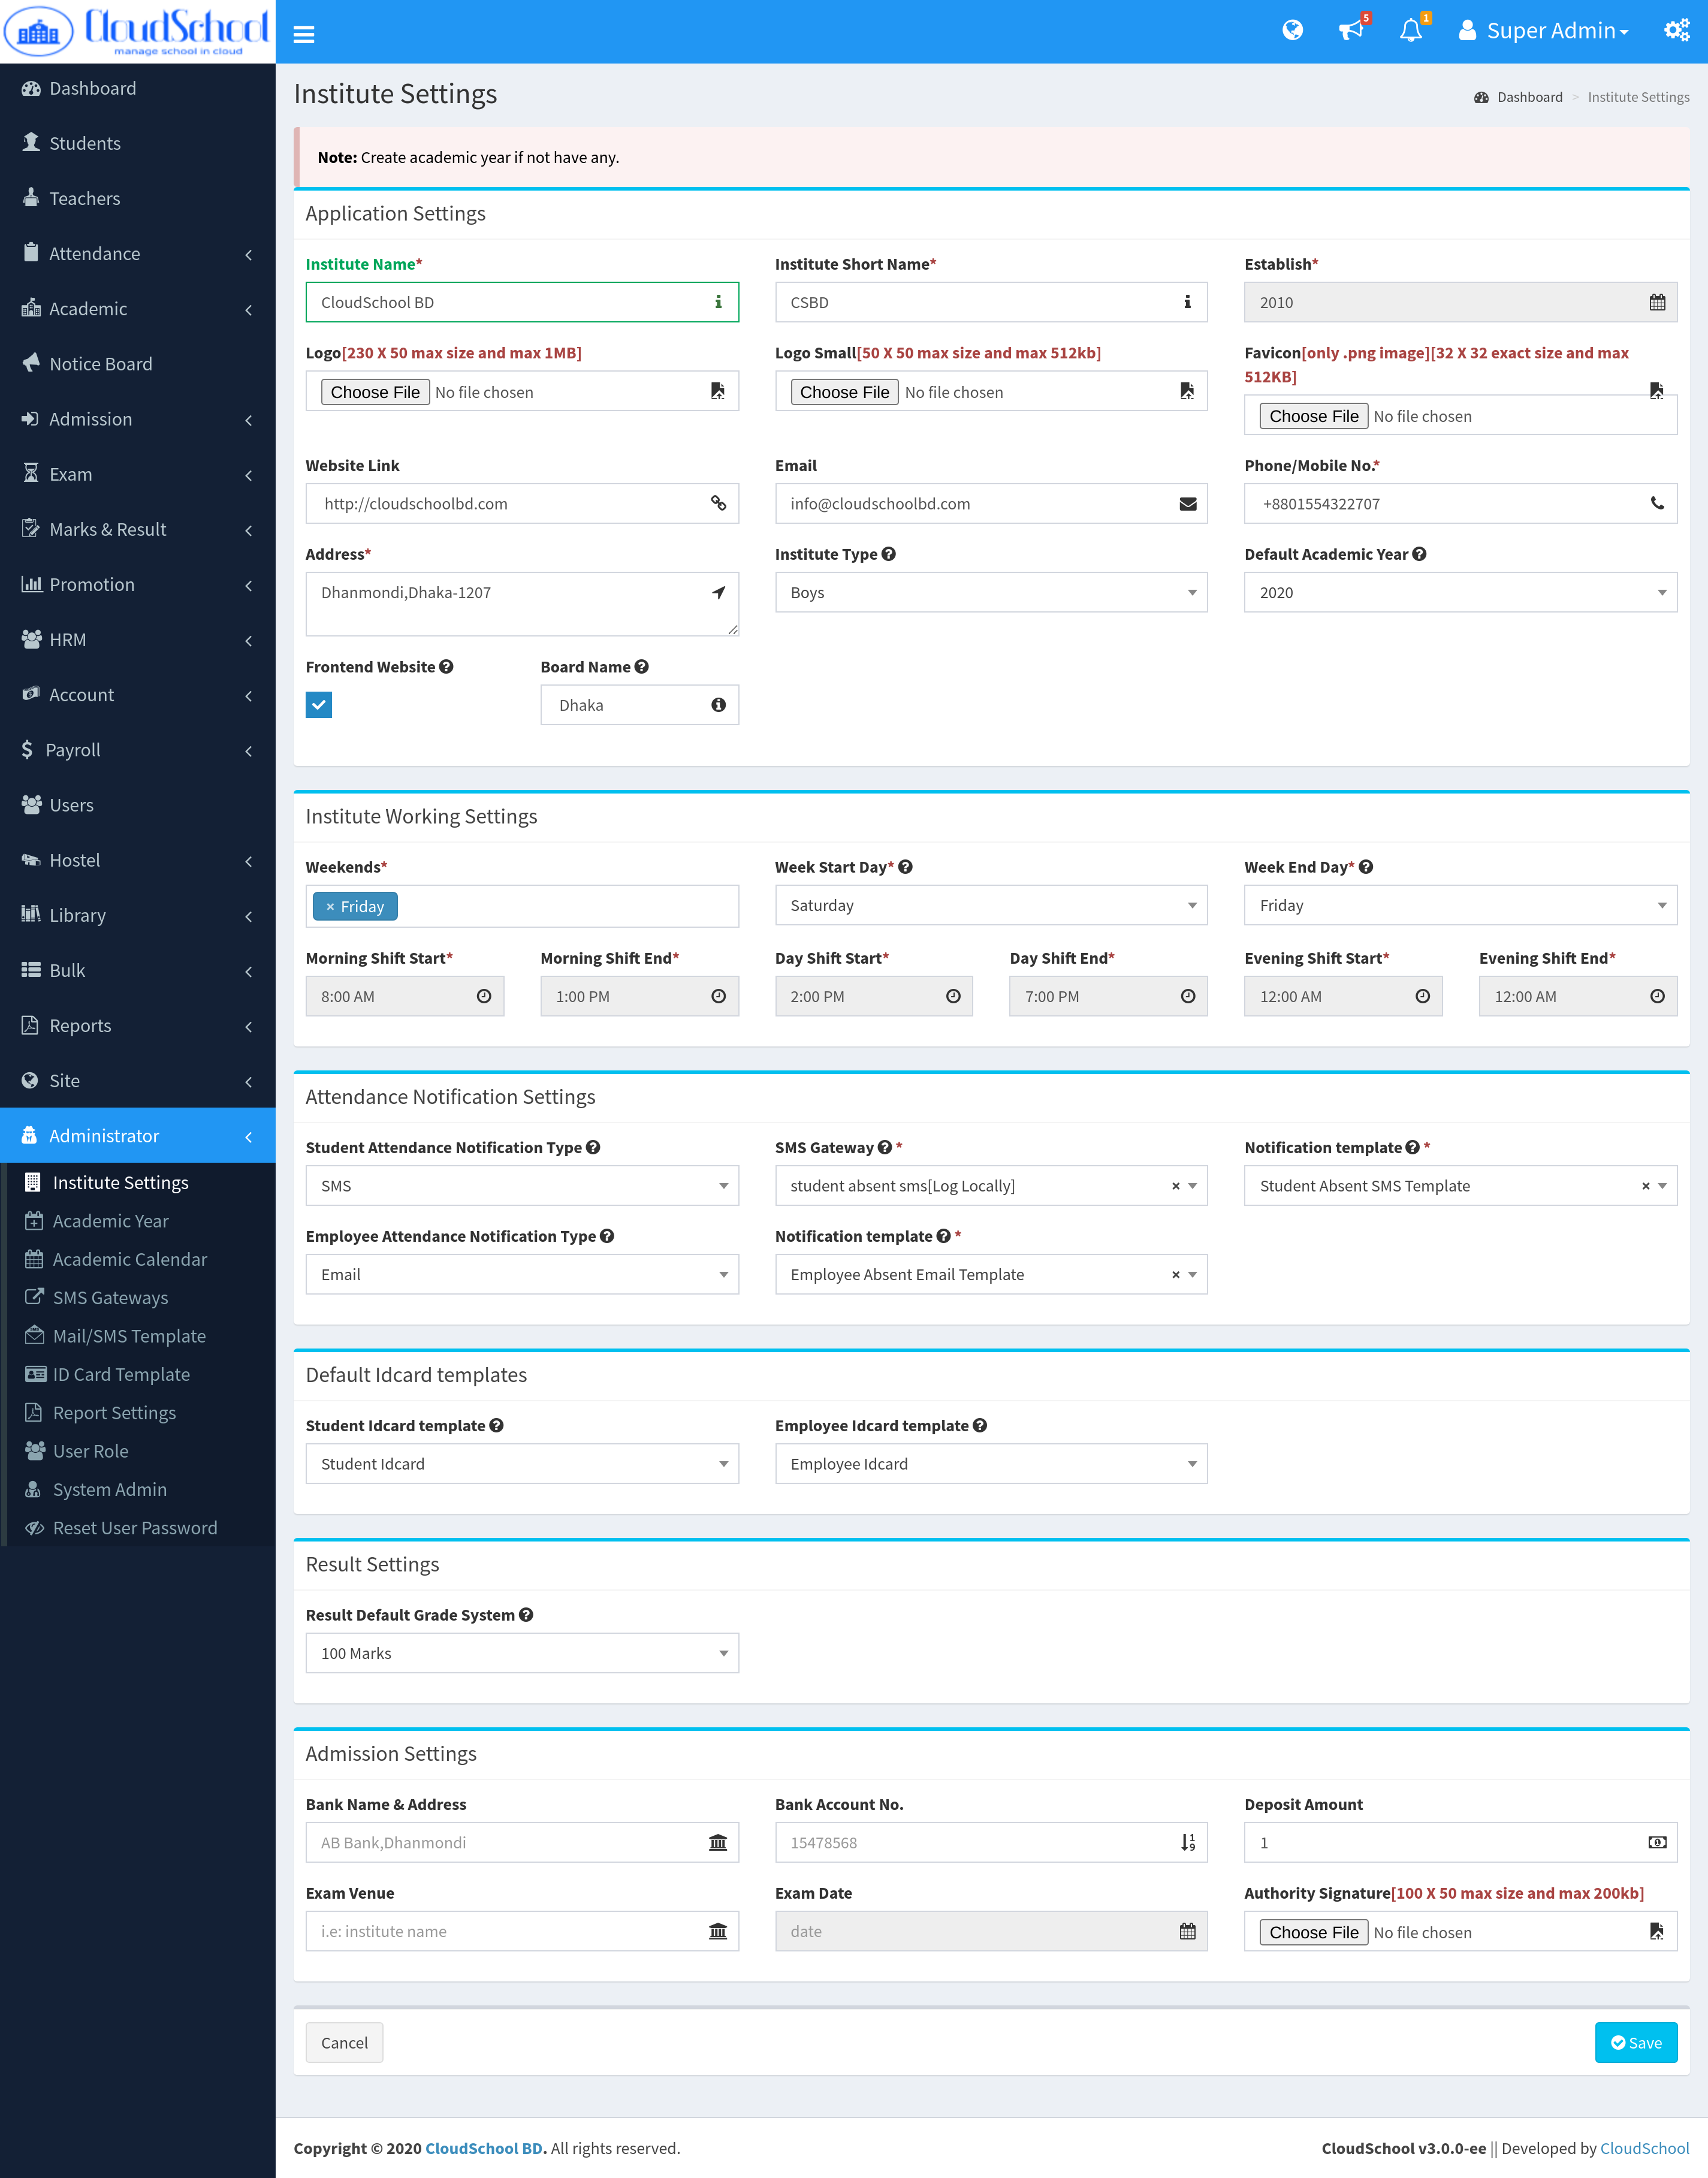 CloudSchool
manage school in cloud
5
1
Super Admin
Dashboard
Students
Teachers
Attendance
Academic
Notice Board
Admission
Exam
Marks & Result
Promotion
HRM
Account
Payroll
Users
Hostel
Library
Bulk
Reports
Site
Administrator
Institute Settings
Academic Year
Academic Calendar
SMS Gateways
Mail/SMS Template
ID Card Template
Report Settings
User Role
System Admin
Reset User Password
Institute Settings
Dashboard > Institute Settings
Note: Create academic year if not have any.
Application Settings
Institute Name* Institute Short Name* Establish*
CloudSchool BD CSBD 2010
Logo[230 X 50 max size and max 1MB] Logo Small[50 X 50 max size and max 512kb] Favicon[only .png image][32 X 32 exact size and max
512KB]
Choose File No file chosen Choose File No file chosen
Choose File No file chosen
Website Link Email Phone/Mobile No.*
http://cloudschoolbd.com info@cloudschoolbd.com +8801554322707
Address* Institute Type Default Academic Year
Dhanmondi,Dhaka-1207 Boys 2020
Frontend Website Board Name
Dhaka
Institute Working Settings
Weekends* Week Start Day* Week End Day*
× Friday Saturday Friday
Morning Shift Start* Morning Shift End* Day Shift Start* Day Shift End* Evening Shift Start* Evening Shift End*
8:00 AM 1:00 PM 2:00 PM 7:00 PM 12:00 AM 12:00 AM
Attendance Notification Settings
Student Attendance Notification Type SMS Gateway * Notification template *
SMS student absent sms[Log Locally] × Student Absent SMS Template ×
Employee Attendance Notification Type Notification template *
Email Employee Absent Email Template ×
Default Idcard templates
Student Idcard template Employee Idcard template
Student Idcard Employee Idcard
Result Settings
Result Default Grade System
100 Marks
Admission Settings
Bank Name & Address Bank Account No. Deposit Amount
AB Bank,Dhanmondi 15478568 1
Exam Venue Exam Date Authority Signature[100 X 50 max size and max 200kb]
i.e: institute name date Choose File No file chosen
Cancel Save
Copyright © 2020 CloudSchool BD. All rights reserved. CloudSchool v3.0.0-ee || Developed by CloudSchool